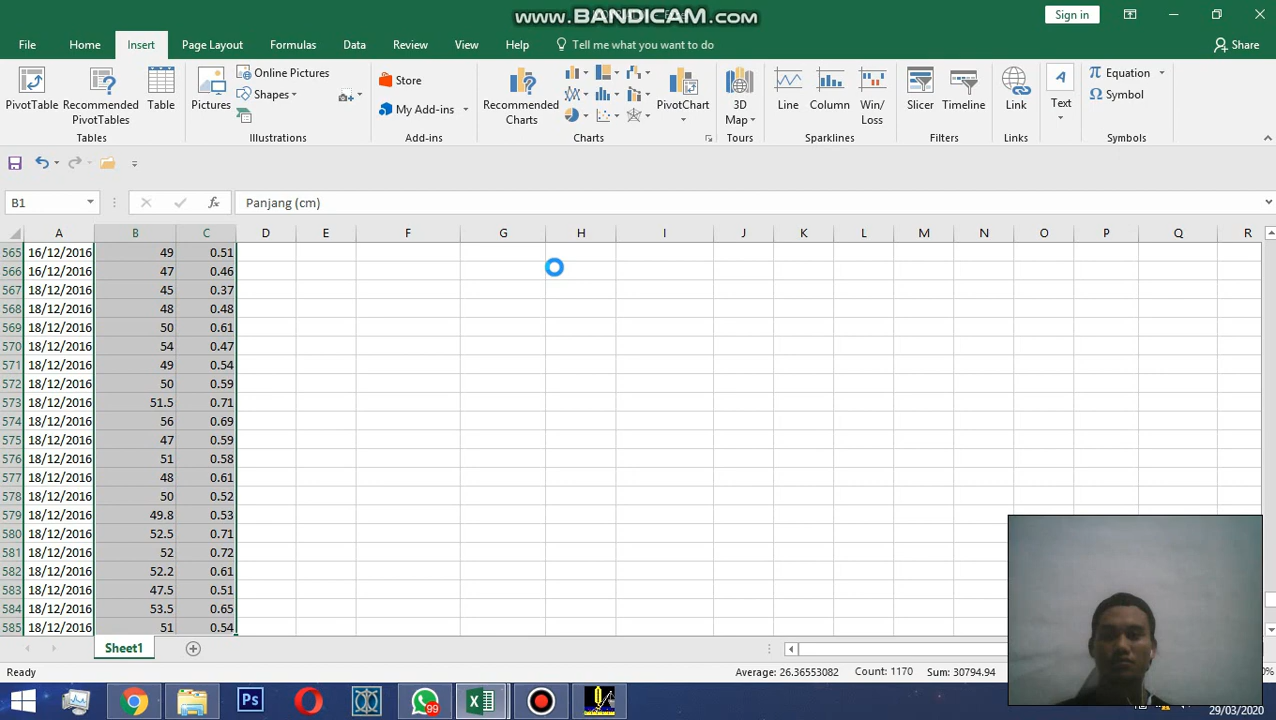 www.BANDICAM.com
Sign in
File Home Insert Page Layout Formulas Data Review View Help Tell me what you want to do Share
PivotTable Recommended PivotTables Table Pictures Online Pictures Shapes Store My Add-ins Recommended Charts PivotChart 3D Map Line Column Win/Loss Slicer Timeline Link Text Equation Symbol
Tables Illustrations Add-ins Charts Tours Sparklines Filters Links Symbols
B1 fx Panjang (cm)
A B C D E F G H I J K L M N O P Q R
565 16/12/2016 49 0.51
566 16/12/2016 47 0.46
567 18/12/2016 45 0.37
568 18/12/2016 48 0.48
569 18/12/2016 50 0.61
570 18/12/2016 54 0.47
571 18/12/2016 49 0.54
572 18/12/2016 50 0.59
573 18/12/2016 51.5 0.71
574 18/12/2016 56 0.69
575 18/12/2016 47 0.59
576 18/12/2016 51 0.58
577 18/12/2016 48 0.61
578 18/12/2016 50 0.52
579 18/12/2016 49.8 0.53
580 18/12/2016 52.5 0.71
581 18/12/2016 52 0.72
582 18/12/2016 52.2 0.61
583 18/12/2016 47.5 0.51
584 18/12/2016 53.5 0.65
585 18/12/2016 51 0.54
Sheet1
Ready Average: 26.36553082 Count: 1170 Sum: 30794.94
Ps 99
29/03/2020